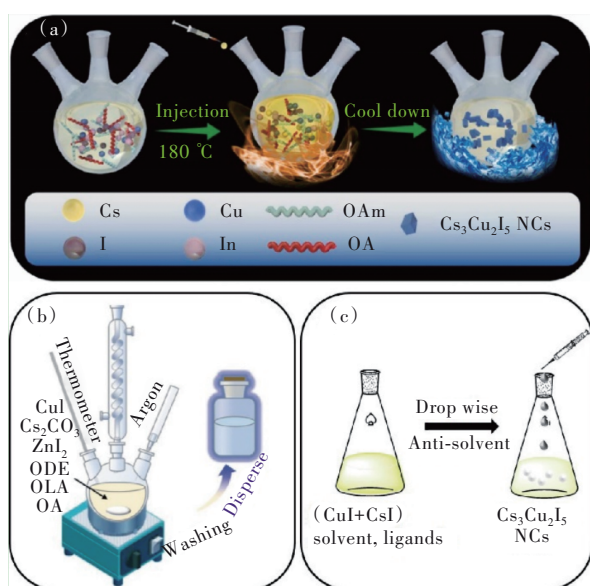 (a)
Injection
180 ℃
Cool down
Cs
Cu
OAm
Cs₃Cu₂I₅ NCs
I
In
OA
(b)
Thermometer
Argon
CuI
Cs₂CO₃
ZnI₂
ODE
OLA
OA
Washing
Disperse
(c)
Drop wise
Anti-solvent
(CuI+CsI)
solvent, ligands
Cs₃Cu₂I₅
NCs